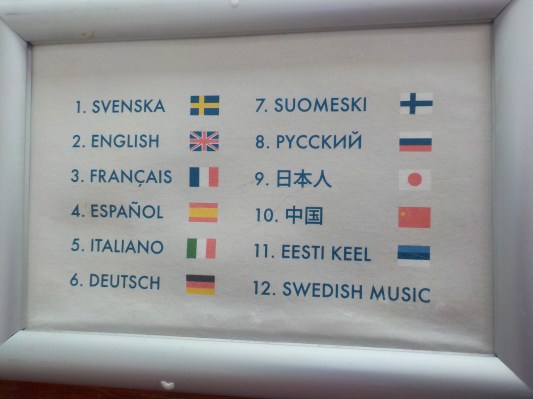 1. SVENSKA
2. ENGLISH
3. FRANÇAIS
4. ESPAÑOL
5. ITALIANO
6. DEUTSCH
7. SUOMESKI
8. РУССКИЙ
9. 日本人
10. 中国
11. EESTI KEEL
12. SWEDISH MUSIC